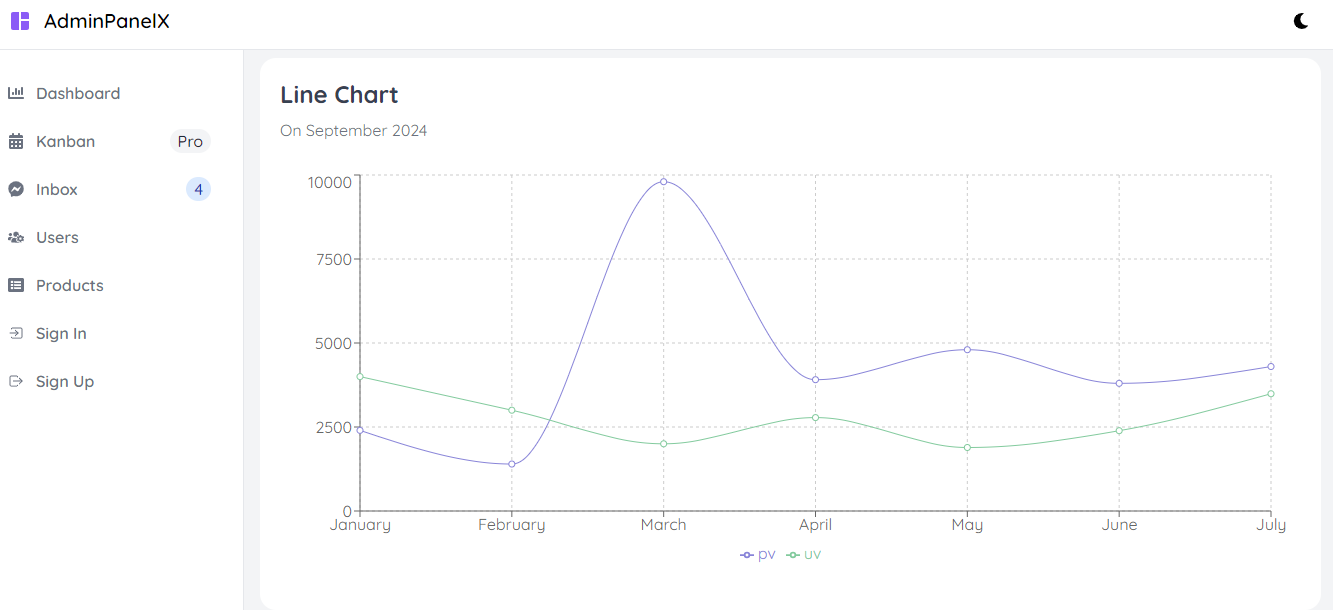 AdminPanelX
Dashboard
Kanban Pro
Inbox 4
Users
Products
Sign In
Sign Up
Line Chart
On September 2024
10000
7500
5000
2500
0
January February March April May June July
pv uv